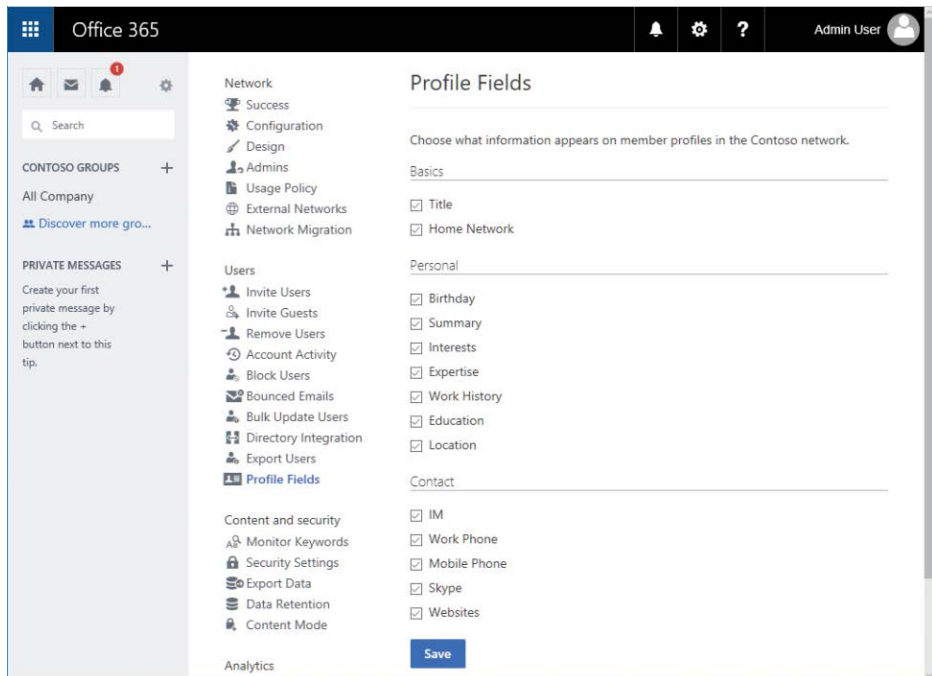 Office 365
?
Admin User
1
Search
CONTOSO GROUPS +
All Company
Discover more gro...
PRIVATE MESSAGES +
Create your first
private message by
clicking the +
button next to this
tip.
Network
Success
Configuration
Design
Admins
Usage Policy
External Networks
Network Migration
Users
Invite Users
Invite Guests
Remove Users
Account Activity
Block Users
Bounced Emails
Bulk Update Users
Directory Integration
Export Users
Profile Fields
Content and security
Monitor Keywords
Security Settings
Export Data
Data Retention
Content Mode
Analytics
Profile Fields
Choose what information appears on member profiles in the Contoso network.
Basics
Title
Home Network
Personal
Birthday
Summary
Interests
Expertise
Work History
Education
Location
Contact
IM
Work Phone
Mobile Phone
Skype
Websites
Save